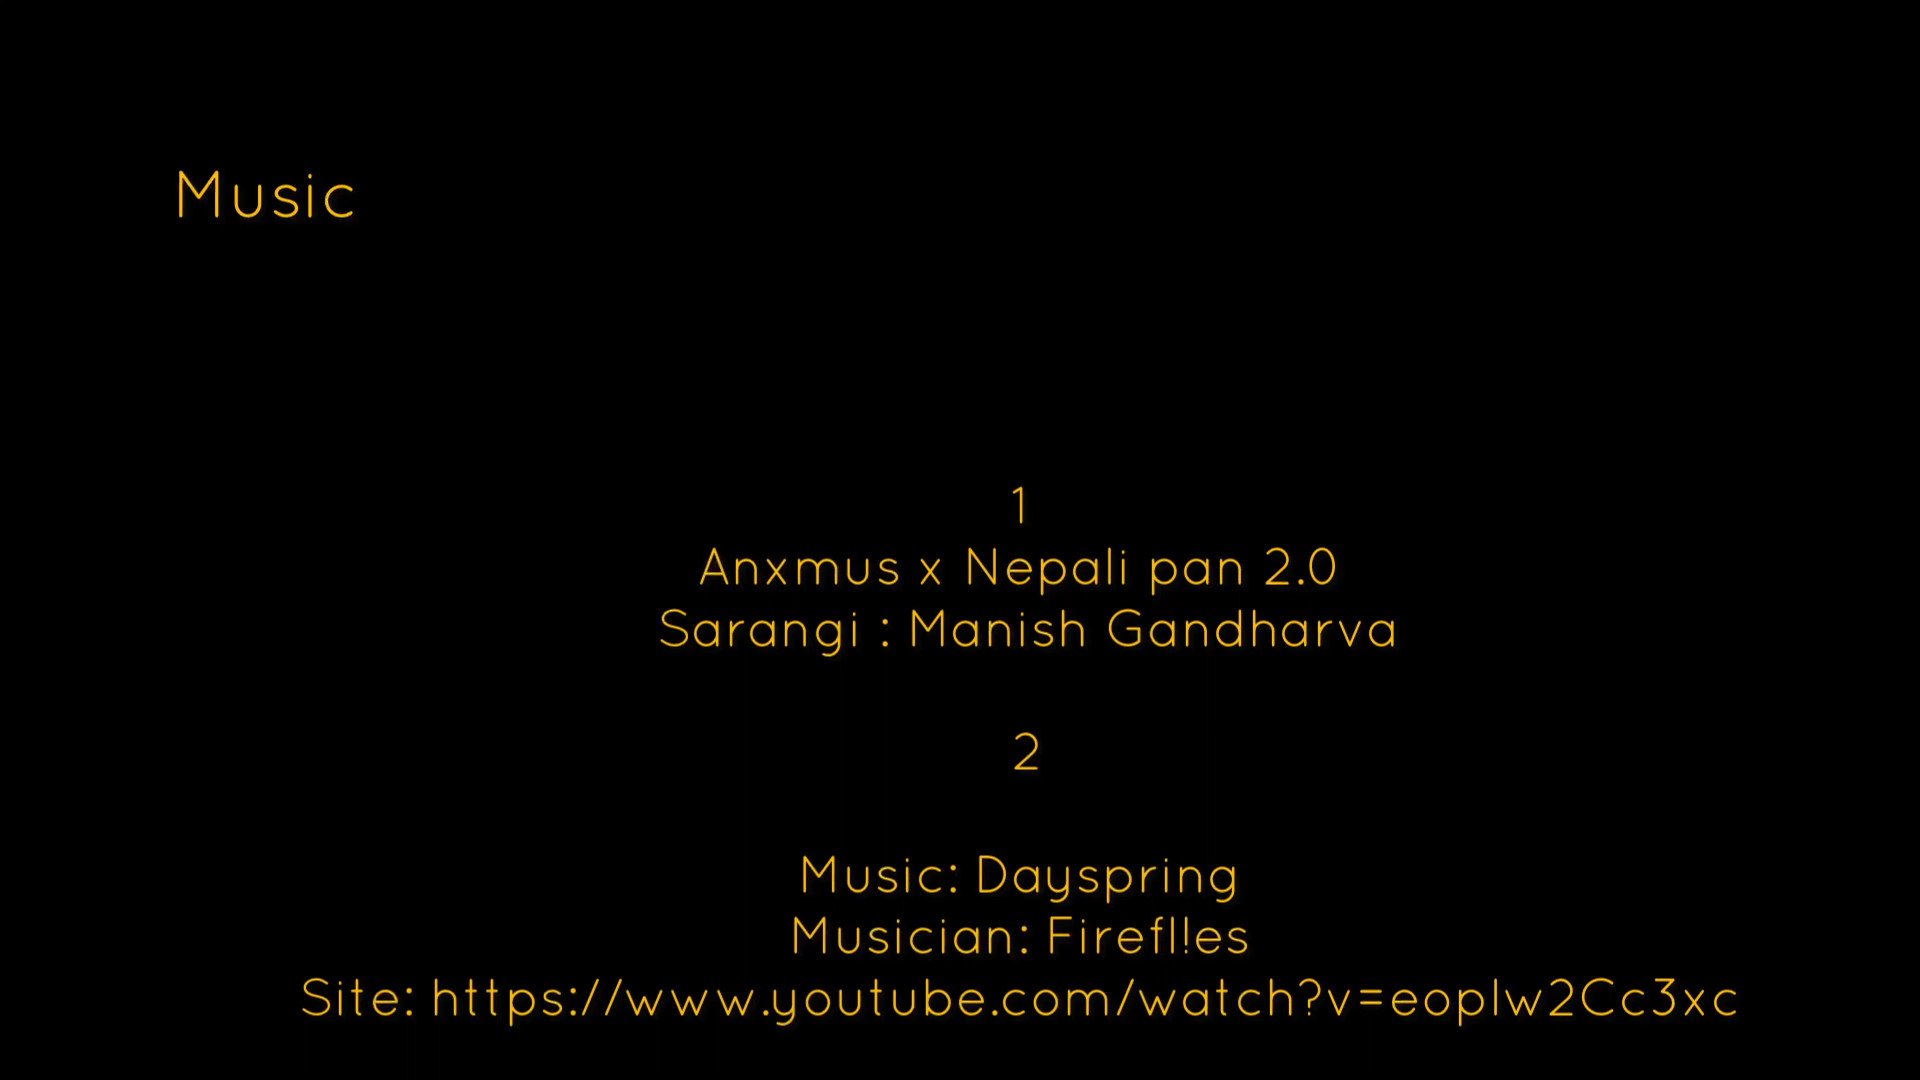 Music
1
Anxmus x Nepali pan 2.0
Sarangi : Manish Gandharva
2
Music: Dayspring
Musician: Firefl!es
Site: https://www.youtube.com/watch?v=eoplw2Cc3xc